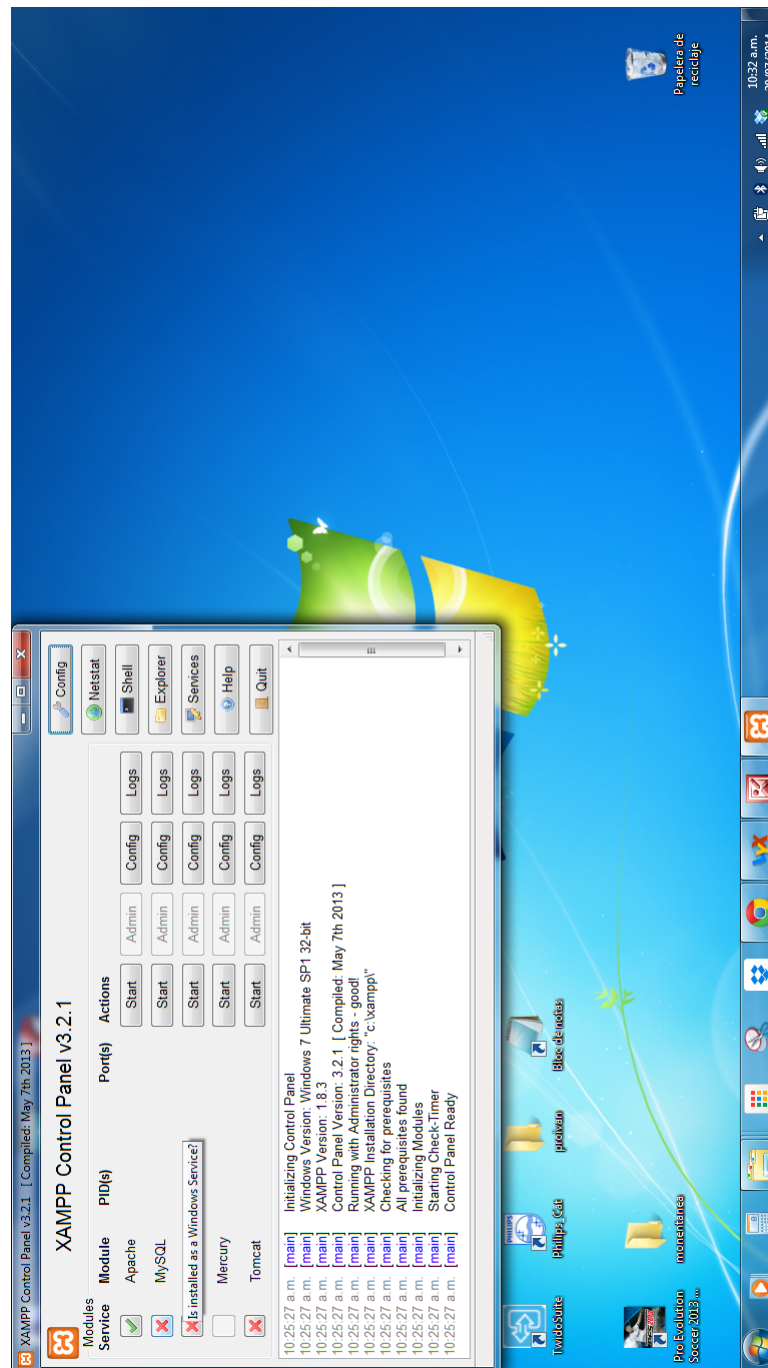 XAMPP Control Panel v3.2.1 [ Compiled: May 7th 2013 ]
XAMPP Control Panel v3.2.1
Config
Modules
Service Module PID(s) Port(s) Actions
Netstat
Apache Start Admin Config Logs
Shell
MySQL Start Admin Config Logs
Explorer
Is installed as a Windows Service?
Start Admin Config Logs
Services
Mercury Start Admin Config Logs
Help
Tomcat Start Admin Config Logs
Quit
10:25:27 a.m. [main] Initializing Control Panel
10:25:27 a.m. [main] Windows Version: Windows 7 Ultimate SP1 32-bit
10:25:27 a.m. [main] XAMPP Version: 1.8.3
10:25:27 a.m. [main] Control Panel Version: 3.2.1 [ Compiled: May 7th 2013 ]
10:25:27 a.m. [main] Running with Administrator rights - good!
10:25:27 a.m. [main] XAMPP Installation Directory: "c:\xampp\"
10:25:27 a.m. [main] Checking for prerequisites
10:25:27 a.m. [main] All prerequisites found
10:25:27 a.m. [main] Initializing Modules
10:25:27 a.m. [main] Starting Check-Timer
10:25:27 a.m. [main] Control Panel Ready
PHILIPS
TwidoSuite
Philips_Cat
proivan
Bloc de notas
Pro Evolution
Soccer 2013 ...
monentanea
Papelera de
reciclaje
10:32 a.m.